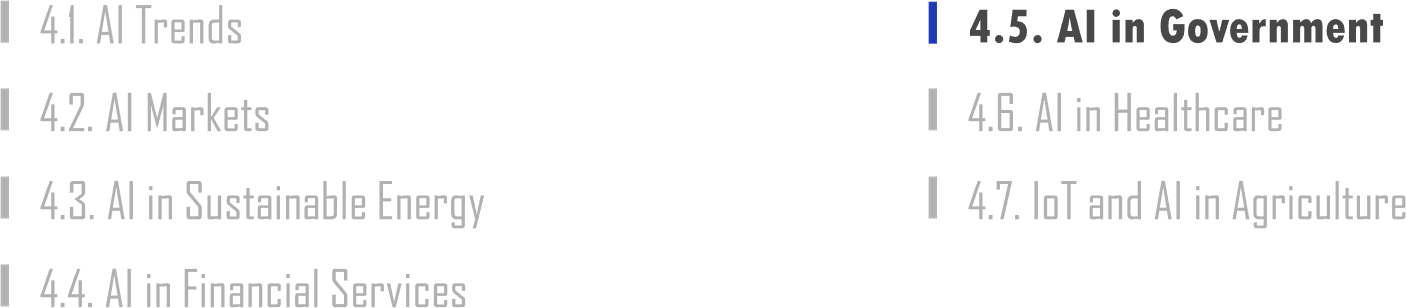 4.1. AI Trends
4.2. AI Markets
4.3. AI in Sustainable Energy
4.4. AI in Financial Services
4.5. AI in Government
4.6. AI in Healthcare
4.7. IoT and AI in Agriculture